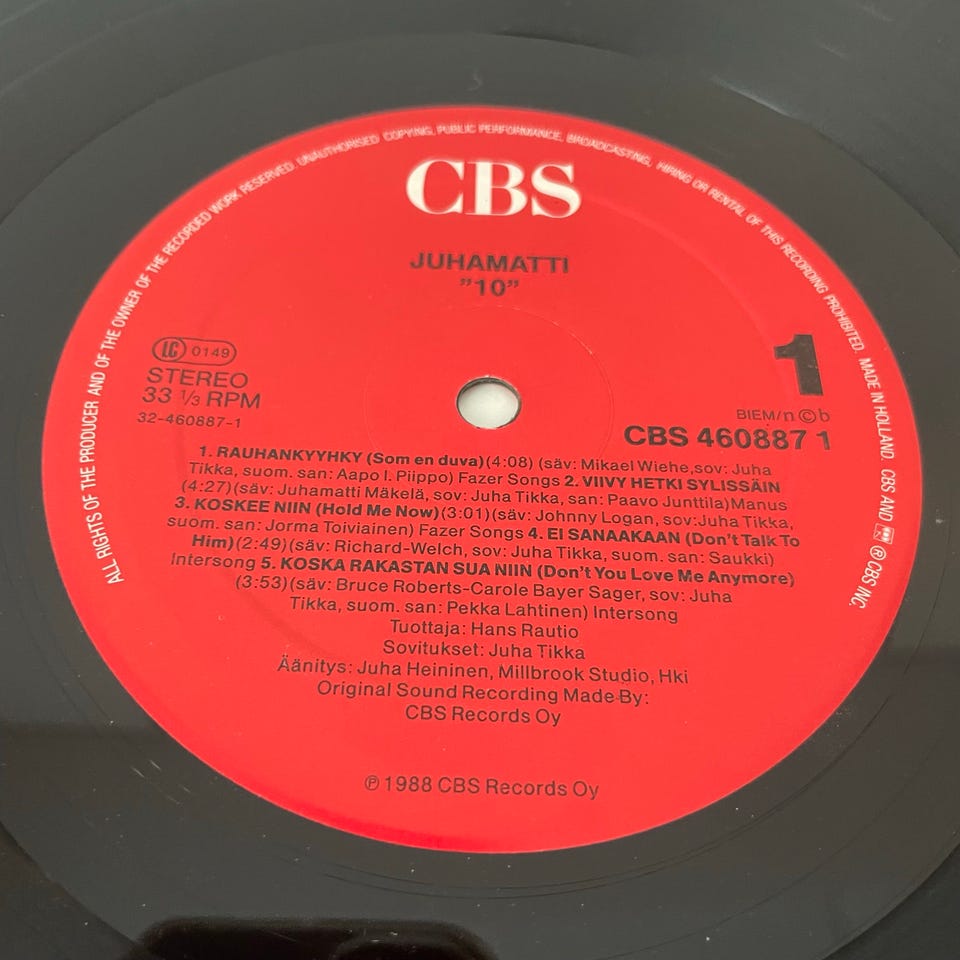 ALL RIGHTS OF THE PRODUCER AND OF THE OWNER OF THE RECORDED WORK RESERVED. UNAUTHORISED COPYING, PUBLIC PERFORMANCE, BROADCASTING, HIRING OR RENTAL OF THIS RECORDING PROHIBITED. MADE IN HOLLAND. CBS AND ℗ CBS INC.
CBS
JUHAMATTI
"10"
LC 0149
STEREO
33 1/3 RPM
32-460887-1
1
BIEM/n©b
CBS 460887 1
1. RAUHANKYYHKY (Som en duva)(4:08) (säv: Mikael Wiehe,sov: Juha
Tikka, suom. san: Aapo I. Piippo) Fazer Songs 2. VIIVY HETKI SYLISSÄIN
(4:27)(säv: Juhamatti Mäkelä, sov: Juha Tikka, san: Paavo Junttila)Manus
3. KOSKEE NIIN (Hold Me Now)(3:01)(säv: Johnny Logan, sov:Juha Tikka,
suom. san: Jorma Toiviainen) Fazer Songs 4. EI SANAAKAAN (Don't Talk To
Him)(2:49)(säv: Richard-Welch, sov: Juha Tikka, suom. san: Saukki)
Intersong 5. KOSKA RAKASTAN SUA NIIN (Don't You Love Me Anymore)
(3:53)(säv: Bruce Roberts-Carole Bayer Sager, sov: Juha
Tikka, suom. san: Pekka Lahtinen) Intersong
Tuottaja: Hans Rautio
Sovitukset: Juha Tikka
Äänitys: Juha Heininen, Millbrook Studio, Hki
Original Sound Recording Made By:
CBS Records Oy
℗ 1988 CBS Records Oy